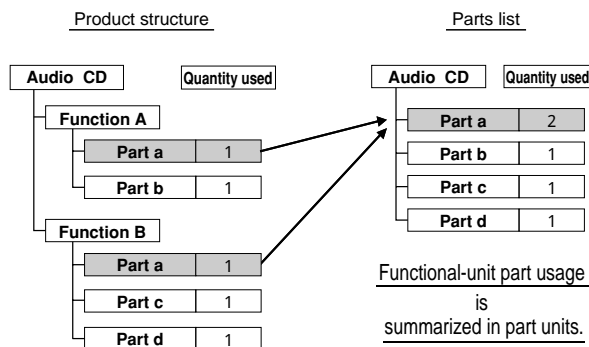 Product structure
Audio CD Quantity used
Function A
Part a 1
Part b 1
Function B
Part a 1
Part c 1
Part d 1
Parts list
Audio CD Quantity used
Part a 2
Part b 1
Part c 1
Part d 1
Functional-unit part usage
is
summarized in part units.